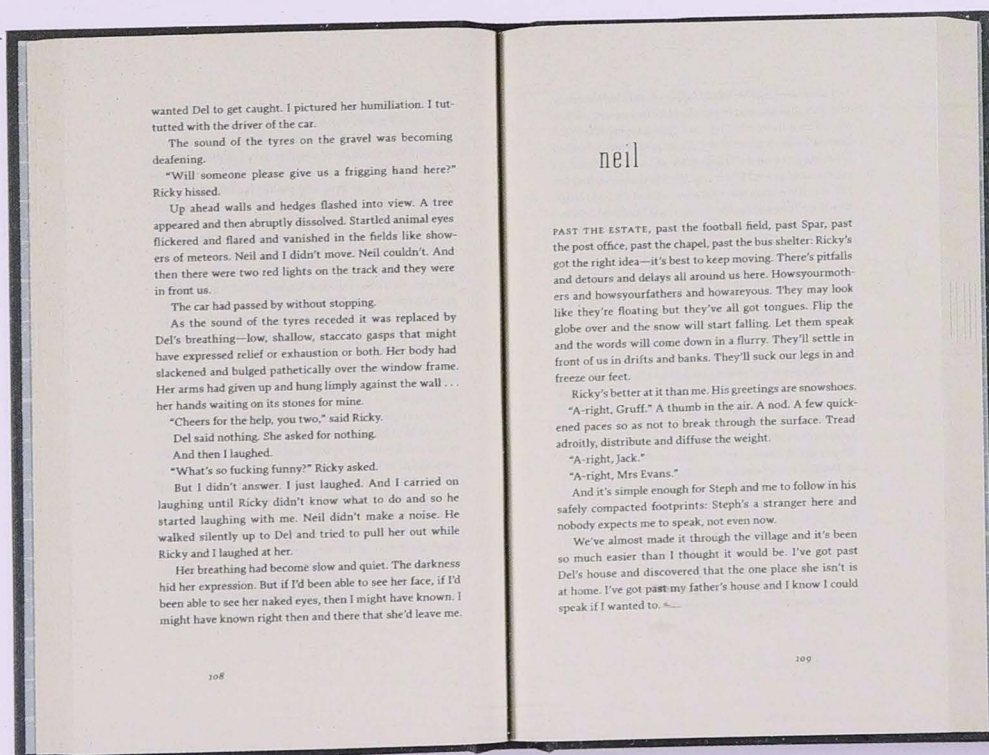 wanted Del to get caught. I pictured her humiliation. I tut-
tutted with the driver of the car.
The sound of the tyres on the gravel was becoming
deafening.
"Will someone please give us a frigging hand here?"
Ricky hissed.
Up ahead walls and hedges flashed into view. A tree
appeared and then abruptly dissolved. Startled animal eyes
flickered and flared and vanished in the fields like show-
ers of meteors. Neil and I didn't move. Neil couldn't. And
then there were two red lights on the track and they were
in front us.
The car had passed by without stopping.
As the sound of the tyres receded it was replaced by
Del's breathing—low, shallow, staccato gasps that might
have expressed relief or exhaustion or both. Her body had
slackened and bulged pathetically over the window frame.
Her arms had given up and hung limply against the wall . . .
her hands waiting on its stones for mine.
"Cheers for the help, you two," said Ricky.
Del said nothing. She asked for nothing.
And then I laughed.
"What's so fucking funny?" Ricky asked.
But I didn't answer. I just laughed. And I carried on
laughing until Ricky didn't know what to do and so he
started laughing with me. Neil didn't make a noise. He
walked silently up to Del and tried to pull her out while
Ricky and I laughed at her.
Her breathing had become slow and quiet. The darkness
hid her expression. But if I'd been able to see her face, if I'd
been able to see her naked eyes, then I might have known. I
might have known right then and there that she'd leave me.
108
neil
PAST THE ESTATE, past the football field, past Spar, past
the post office, past the chapel, past the bus shelter: Ricky's
got the right idea—it's best to keep moving. There's pitfalls
and detours and delays all around us here. Howsyourmoth-
ers and howsyourfathers and howareyous. They may look
like they're floating but they've all got tongues. Flip the
globe over and the snow will start falling. Let them speak
and the words will come down in a flurry. They'll settle in
front of us in drifts and banks. They'll suck our legs in and
freeze our feet.
Ricky's better at it than me. His greetings are snowshoes.
"A-right, Gruff." A thumb in the air. A nod. A few quick-
ened paces so as not to break through the surface. Tread
adroitly, distribute and diffuse the weight.
"A-right, Jack."
"A-right, Mrs Evans."
And it's simple enough for Steph and me to follow in his
safely compacted footprints: Steph's a stranger here and
nobody expects me to speak, not even now.
We've almost made it through the village and it's been
so much easier than I thought it would be. I've got past
Del's house and discovered that the one place she isn't is
at home. I've got past my father's house and I know I could
speak if I wanted to.
109